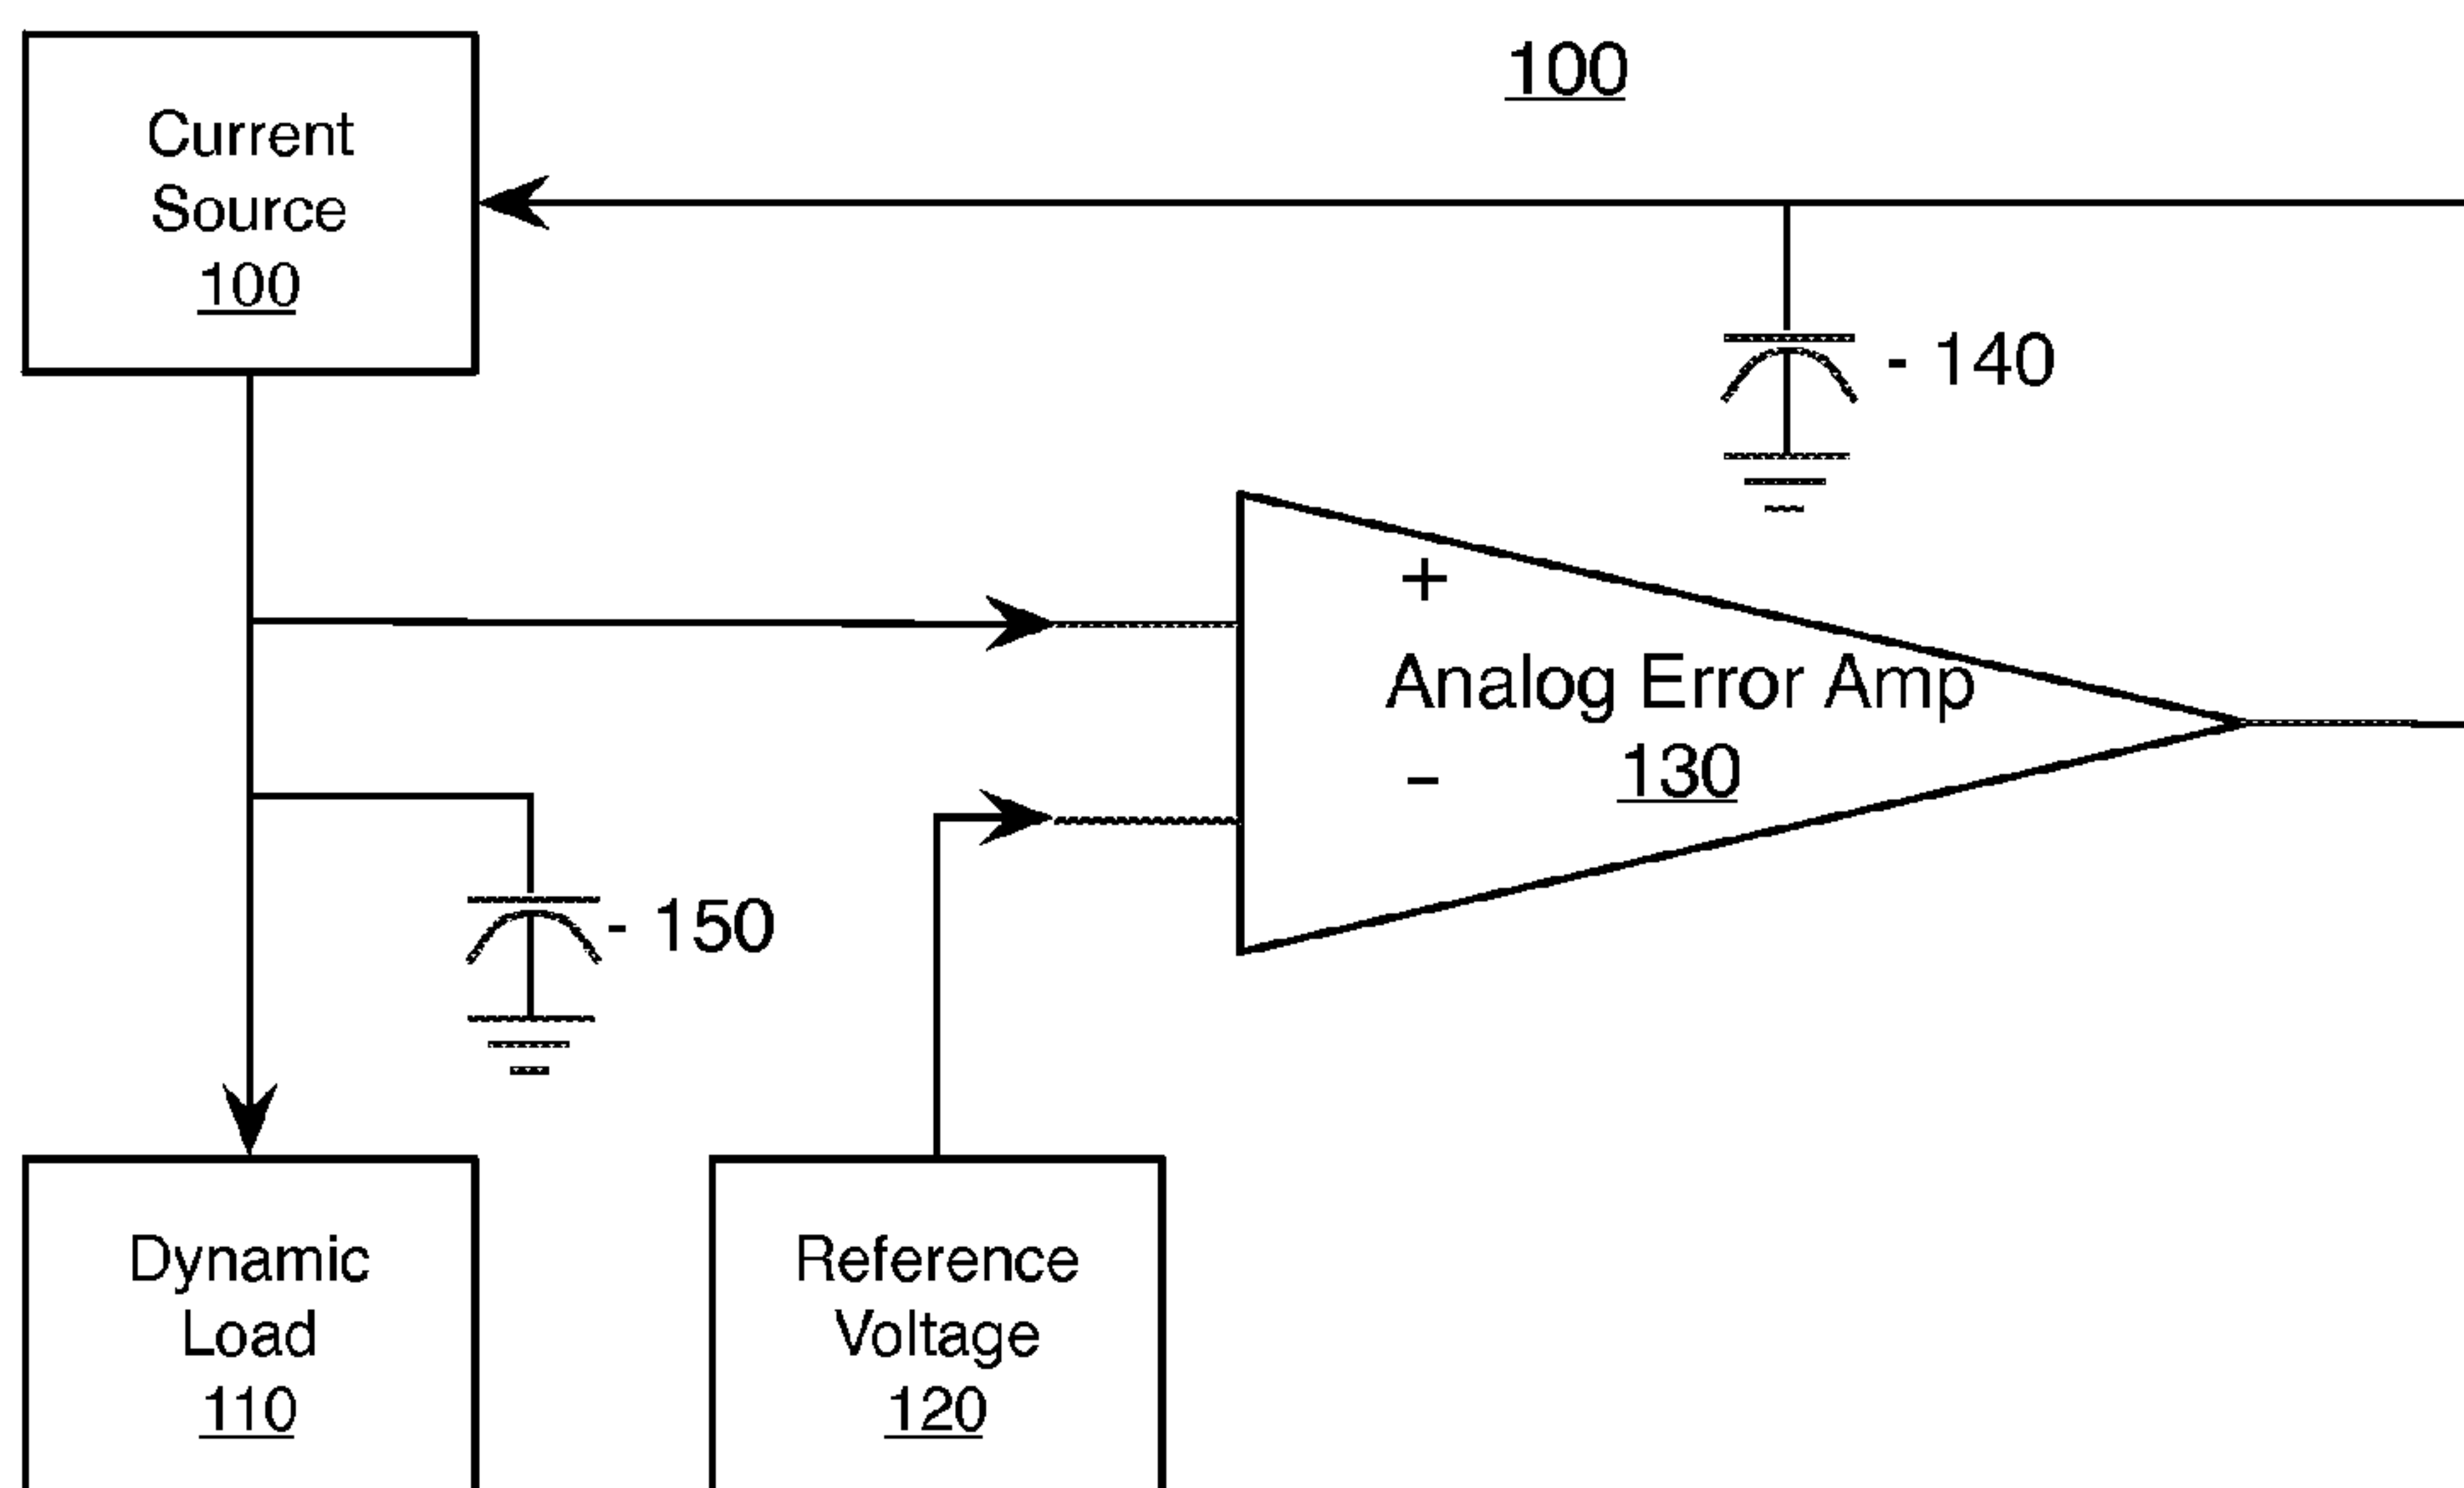 100
Current
Source
100
- 140
+
Analog Error Amp
130
-
- 150
Dynamic
Load
110
Reference
Voltage
120